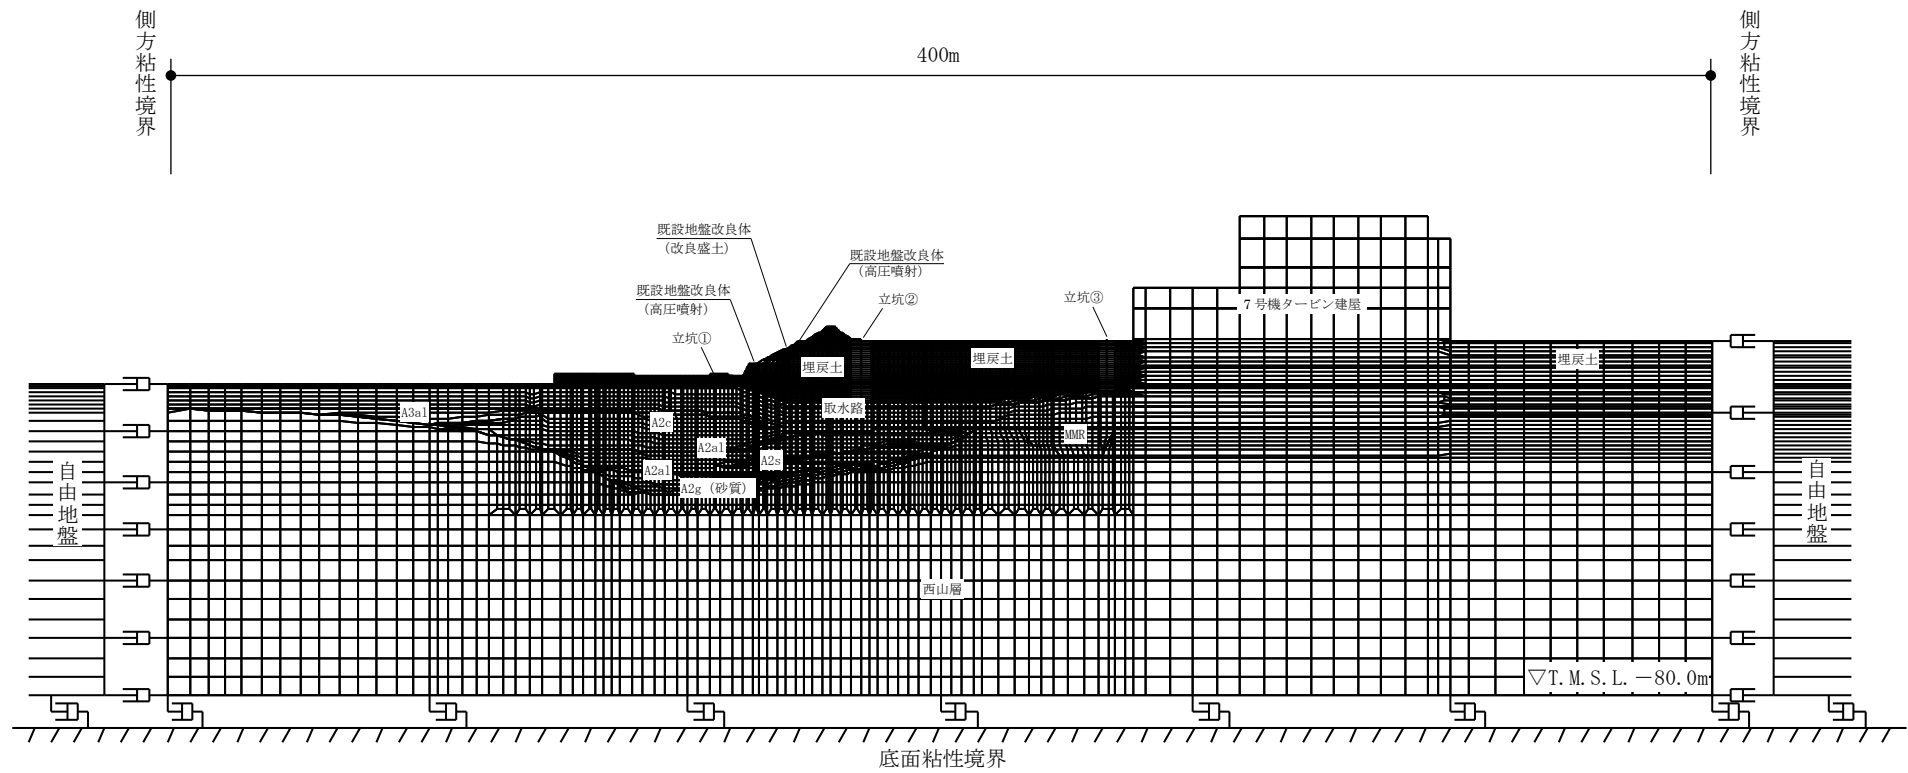 側方粘性境界
400m
側方粘性境界
既設地盤改良体
(改良盛土)
既設地盤改良体
(高圧噴射)
既設地盤改良体
(高圧噴射)
立坑②
立坑③
7号機タービン建屋
立坑①
埋戻土
埋戻土
埋戻土
取水路
A3al
A2c
MMR
A2al
A2s
A2al
A2g(砂質)
自由地盤
自由地盤
西山層
▽T.M.S.L.-80.0m
底面粘性境界